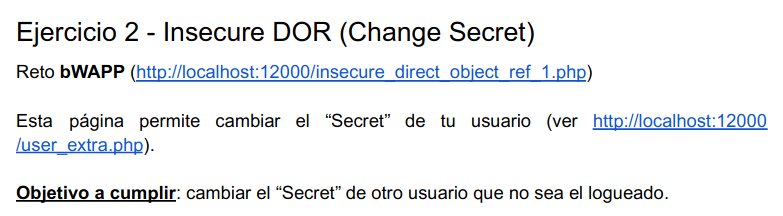 Ejercicio 2 - Insecure DOR (Change Secret)
Reto bWAPP (http://localhost:12000/insecure_direct_object_ref_1.php)
Esta página permite cambiar el “Secret” de tu usuario (ver http://localhost:12000
/user_extra.php).
Objetivo a cumplir: cambiar el “Secret” de otro usuario que no sea el logueado.